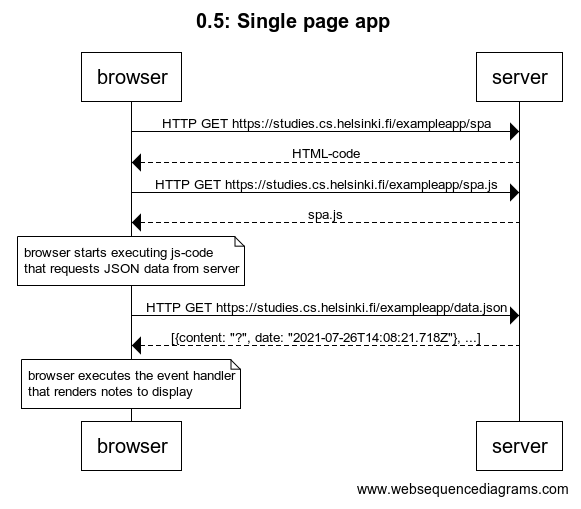 0.5: Single page app
browser
server
HTTP GET https://studies.cs.helsinki.fi/exampleapp/spa
HTML-code
HTTP GET https://studies.cs.helsinki.fi/exampleapp/spa.js
spa.js
browser starts executing js-code
that requests JSON data from server
HTTP GET https://studies.cs.helsinki.fi/exampleapp/data.json
[{content: "?", date: "2021-07-26T14:08:21.718Z"}, ...]
browser executes the event handler
that renders notes to display
browser
server
www.websequencediagrams.com